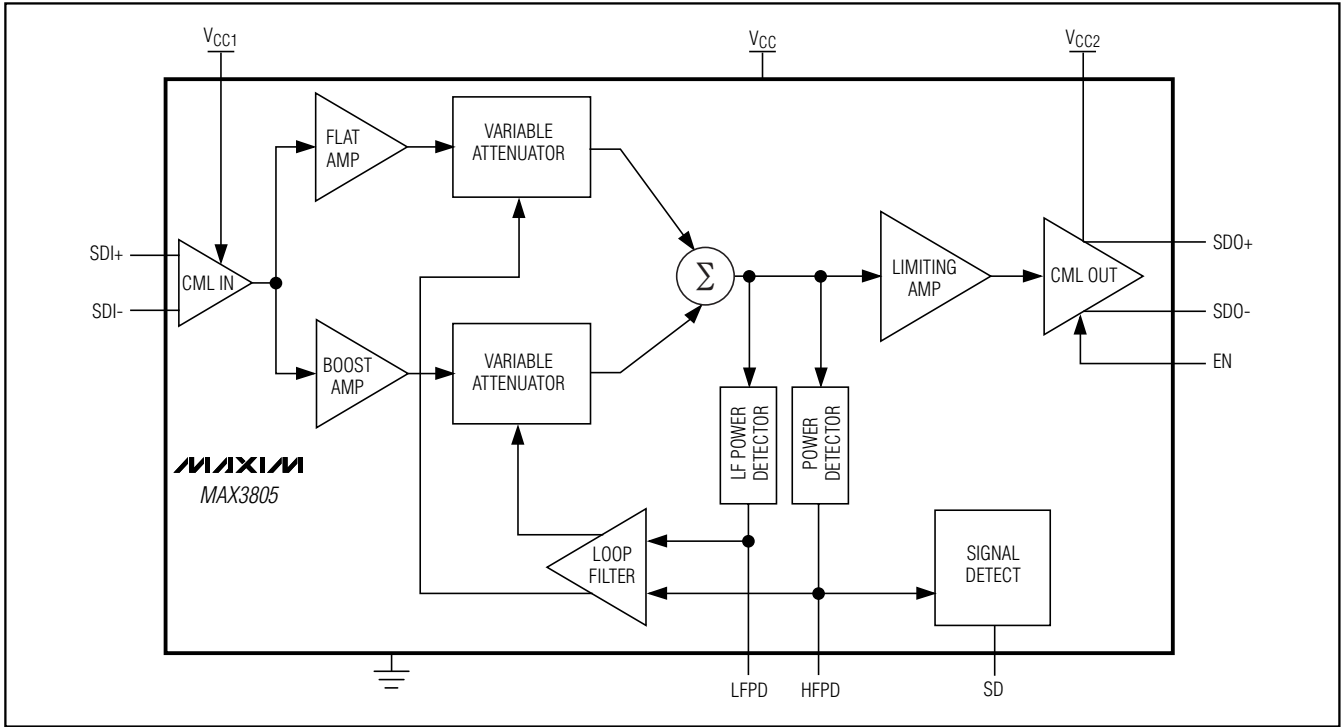 VCC1
VCC
VCC2
FLAT
AMP
VARIABLE
ATTENUATOR
SDI+
SDI-
CML IN
Σ
LIMITING
AMP
CML OUT
SDO+
SDO-
EN
BOOST
AMP
VARIABLE
ATTENUATOR
LF POWER
DETECTOR
POWER
DETECTOR
MAXIM
MAX3805
LOOP
FILTER
SIGNAL
DETECT
LFPD
HFPD
SD